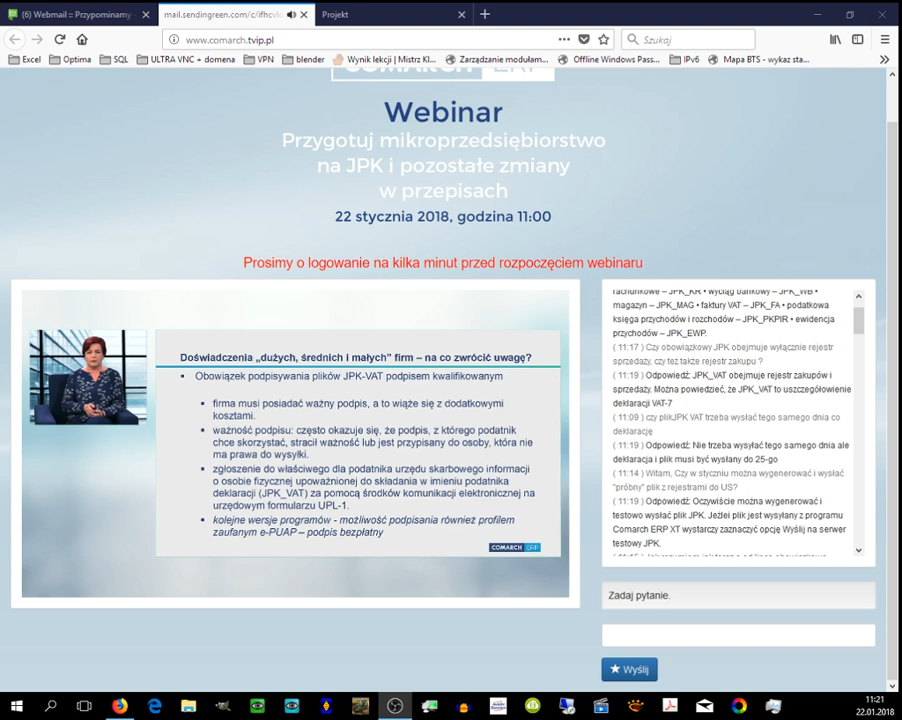 (6) Webmail :: Przypominamy
mail.sendingreen.com/c/ifhcvk
Projekt
www.comarch.tvip.pl
Szukaj
Excel
Optima
SQL
ULTRA VNC + domena
VPN
blender
Wynik lekcji | Mistrz Kl...
Zarządzanie modułam...
Offline Windows Pass...
IPv6
Mapa BTS - wykaz sta...
COMARCH ERP
Webinar
Przygotuj mikroprzedsiębiorstwo
na JPK i pozostałe zmiany
w przepisach
22 stycznia 2018, godzina 11:00
Prosimy o logowanie na kilka minut przed rozpoczęciem webinaru
Doświadczenia „dużych, średnich i małych” firm – na co zwrócić uwagę?
Obowiązek podpisywania plików JPK-VAT podpisem kwalifikowanym
firma musi posiadać ważny podpis, a to wiąże się z dodatkowymi
kosztami.
ważność podpisu: często okazuje się, że podpis, z którego podatnik
chce skorzystać, stracił ważność lub jest przypisany do osoby, która nie
ma prawa do wysyłki.
zgłoszenie do właściwego dla podatnika urzędu skarbowego informacji
o osobie fizycznej upoważnionej do składania w imieniu podatnika
deklaracji (JPK_VAT) za pomocą środków komunikacji elektronicznej na
urzędowym formularzu UPL-1.
kolejne wersje programów - możliwość podpisania również profilem
zaufanym e-PUAP – podpis bezpłatny
COMARCH ERP
rachunkowe – JPK_KR • wyciąg bankowy – JPK_WB •
magazyn – JPK_MAG • faktury VAT – JPK_FA • podatkowa
księga przychodów i rozchodów – JPK_PKPIR • ewidencja
przychodów – JPK_EWP.
( 11:17 ) Czy obowiązkowy JPK obejmuje wyłącznie rejestr
sprzedaży, czy też także rejestr zakupu ?
( 11:19 ) Odpowiedź: JPK_VAT obejmuje rejestr zakupów i
sprzedaży. Można powiedzieć, że JPK_VAT to uszczegółowienie
deklaracji VAT-7
( 11:09 ) czy plikJPK VAT trzeba wysłać tego samego dnia co
deklarację
( 11:19 ) Odpowiedź: Nie trzeba wysyłać tego samego dnia ale
deklaracja i plik musi być wysłany do 25-go
( 11:14 ) Witam, Czy w styczniu można wygenerować i wysłać
"próbny" plik z rejestrami do US?
( 11:19 ) Odpowiedź: Oczywiście można wygenerować i
testowo wysłać plik JPK. Jeżeli plik jest wysyłany z programu
Comarch ERP XT wystarczy zaznaczyć opcję Wyślij na serwer
testowy JPK.
Zadaj pytanie.
Wyślij
11:21
22.01.2018